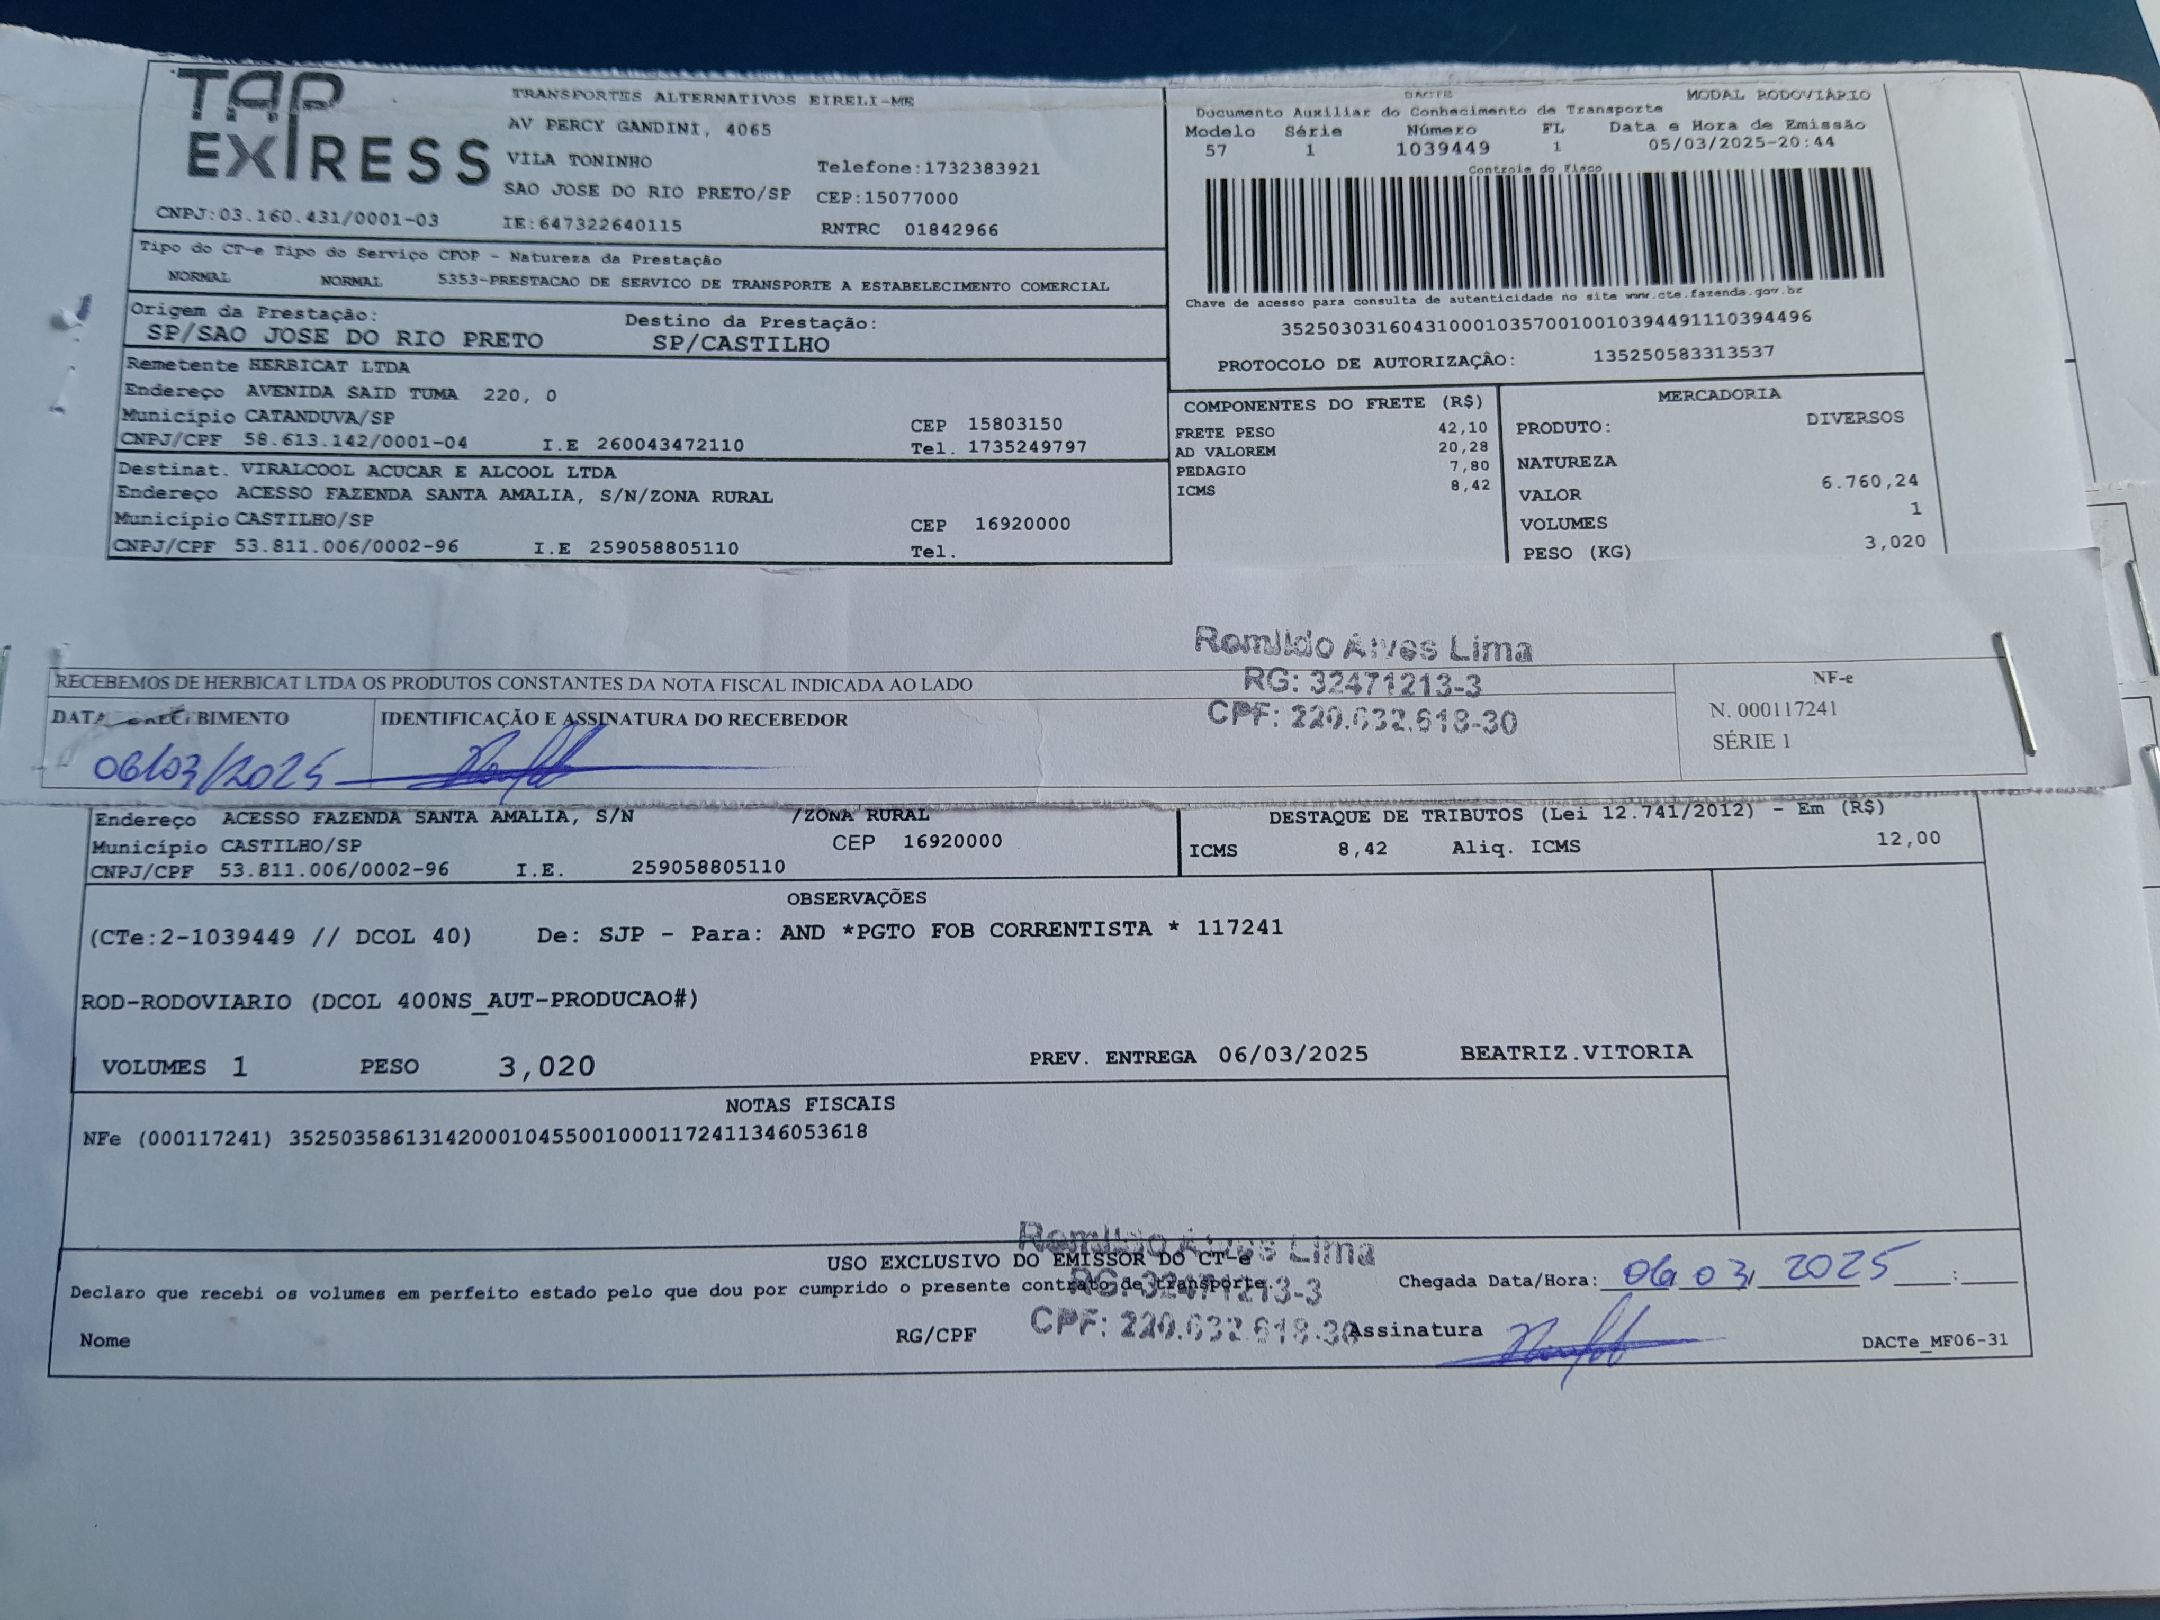 TAP EXPRESS
TRANSPORTES ALTERNATIVOS EIRELI-ME
AV PERCY GANDINI, 4065
VILA TONINHO Telefone:1732383921
SAO JOSE DO RIO PRETO/SP CEP:15077000
CNPJ:03.160.431/0001-03 IE:647322640115 RNTRC 01842966
Tipo do CT-e Tipo do Serviço CFOP - Natureza da Prestação
NORMAL NORMAL 5353-PRESTACAO DE SERVICO DE TRANSPORTE A ESTABELECIMENTO COMERCIAL
Origem da Prestação: Destino da Prestação:
SP/SAO JOSE DO RIO PRETO SP/CASTILHO
Remetente HERBICAT LTDA
Endereço AVENIDA SAID TUMA 220, 0
Município CATANDUVA/SP CEP 15803150
CNPJ/CPF 58.613.142/0001-04 I.E 260043472110 Tel. 1735249797
Destinat. VIRALCOOL ACUCAR E ALCOOL LTDA
Endereço ACESSO FAZENDA SANTA AMALIA, S/N/ZONA RURAL
Município CASTILHO/SP CEP 16920000
CNPJ/CPF 53.811.006/0002-96 I.E 259058805110 Tel.
DACTE MODAL RODOVIÁRIO
Documento Auxiliar do Conhecimento de Transporte
Modelo Série Número FL Data e Hora de Emissão
57 1 1039449 1 05/03/2025-20:44
Controle do Fisco
Chave de acesso para consulta de autenticidade no site www.cte.fazenda.gov.br
35250303160431000103570010010394491110394496
PROTOCOLO DE AUTORIZAÇÃO: 135250583313537
COMPONENTES DO FRETE (R$)
FRETE PESO 42,10
AD VALOREM 20,28
PEDAGIO 7,80
ICMS 8,42
MERCADORIA
PRODUTO: DIVERSOS
NATUREZA
VALOR 6.760,24
VOLUMES 1
PESO (KG) 3,020
Romildo Alves Lima
RG: 32471213-3
CPF: 220.632.618-30
RECEBEMOS DE HERBICAT LTDA OS PRODUTOS CONSTANTES DA NOTA FISCAL INDICADA AO LADO
NF-e
N. 000117241
SÉRIE 1
DATA RECEBIMENTO IDENTIFICAÇÃO E ASSINATURA DO RECEBEDOR
06/03/2025
Endereço ACESSO FAZENDA SANTA AMALIA, S/N /ZONA RURAL
Município CASTILHO/SP CEP 16920000
CNPJ/CPF 53.811.006/0002-96 I.E. 259058805110
DESTAQUE DE TRIBUTOS (Lei 12.741/2012) - Em (R$)
ICMS 8,42 Aliq. ICMS 12,00
OBSERVAÇÕES
(CTe:2-1039449 // DCOL 40) De: SJP - Para: AND *PGTO FOB CORRENTISTA * 117241
ROD-RODOVIARIO (DCOL 400NS_AUT-PRODUCAO#)
VOLUMES 1 PESO 3,020 PREV. ENTREGA 06/03/2025 BEATRIZ.VITORIA
NOTAS FISCAIS
NFe (000117241) 35250358613142000104550010001172411346053618
Romildo Alves Lima
RG: 32471213-3
CPF: 220.632.618-30
USO EXCLUSIVO DO EMISSOR DO CT-e
Declaro que recebi os volumes em perfeito estado pelo que dou por cumprido o presente contrato de transporte. Chegada Data/Hora: 06/03/2025 :
Nome RG/CPF Assinatura DACTe_MF06-31